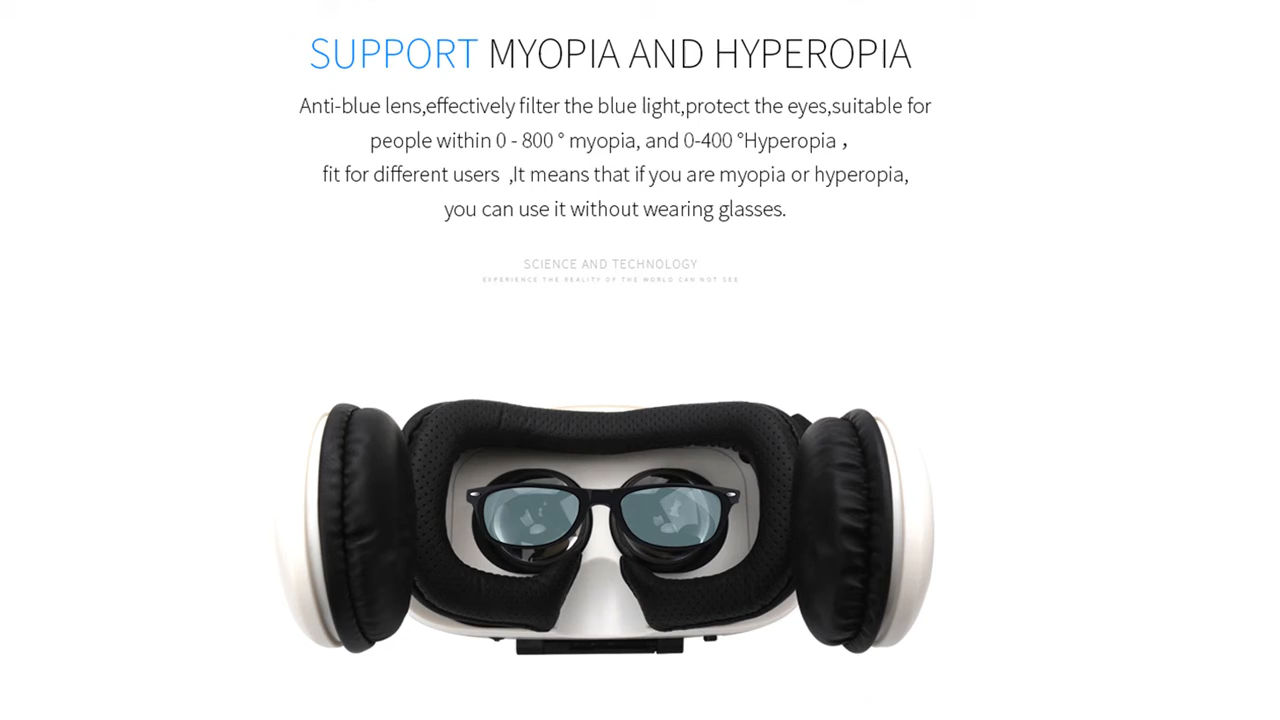 SUPPORT MYOPIA AND HYPEROPIA
Anti-blue lens,effectively filter the blue light,protect the eyes,suitable for
people within 0 - 800 ° myopia, and 0-400 °Hyperopia ，
fit for different users ,It means that if you are myopia or hyperopia,
you can use it without wearing glasses.
SCIENCE AND TECHNOLOGY
EXPERIENCE THE REALITY OF THE WORLD CAN NOT SEE